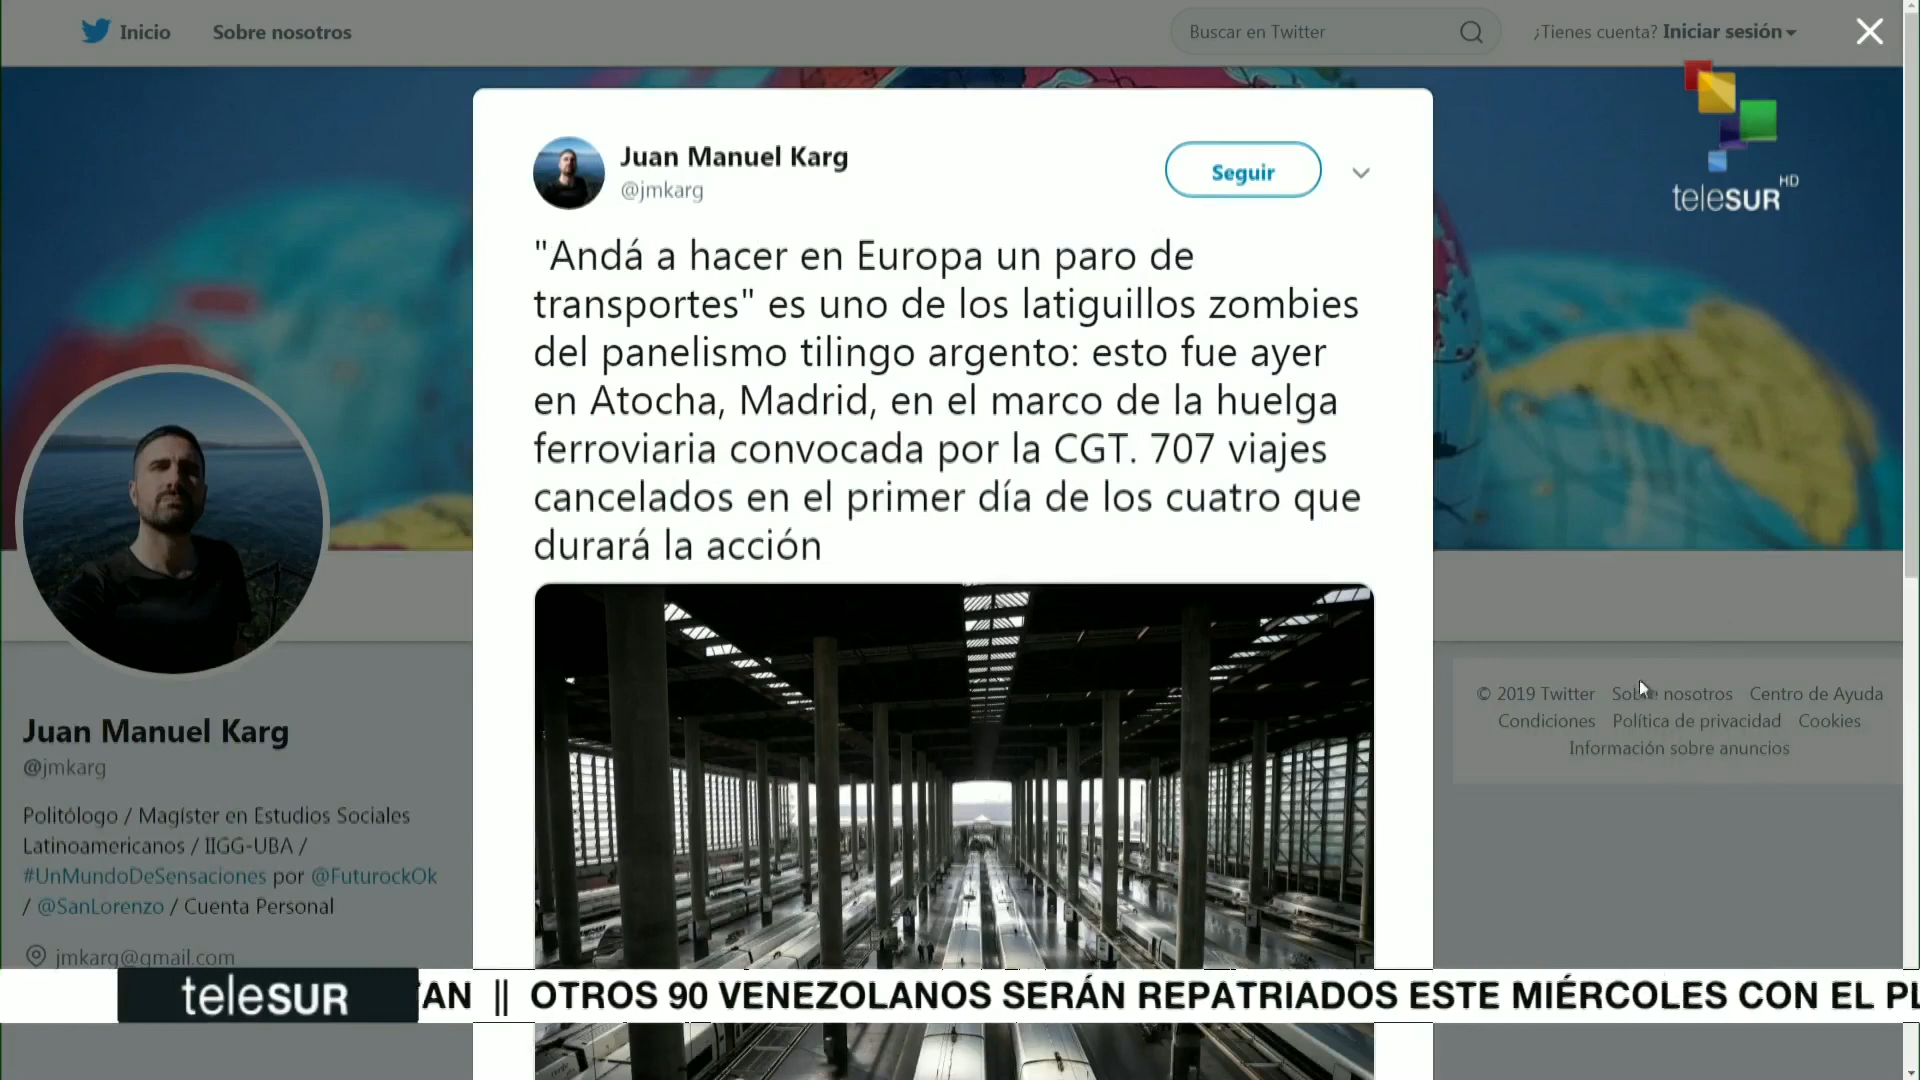 Inicio
Sobre nosotros
Buscar en Twitter
¿Tienes cuenta? Iniciar sesión
teleSUR HD
Juan Manuel Karg
@jmkarg
Seguir
"Andá a hacer en Europa un paro de
transportes" es uno de los latiguillos zombies
del panelismo tilingo argento: esto fue ayer
en Atocha, Madrid, en el marco de la huelga
ferroviaria convocada por la CGT. 707 viajes
cancelados en el primer día de los cuatro que
durará la acción
Juan Manuel Karg
@jmkarg
Politólogo / Magíster en Estudios Sociales
Latinoamericanos / IIGG-UBA /
#UnMundoDeSensaciones por @FuturockOk
/ @SanLorenzo / Cuenta Personal
jmkarg@gmail.com
© 2019 Twitter Sobre nosotros Centro de Ayuda
Condiciones Política de privacidad Cookies
Información sobre anuncios
teleSUR
TAN || OTROS 90 VENEZOLANOS SERÁN REPATRIADOS ESTE MIÉRCOLES CON EL PL